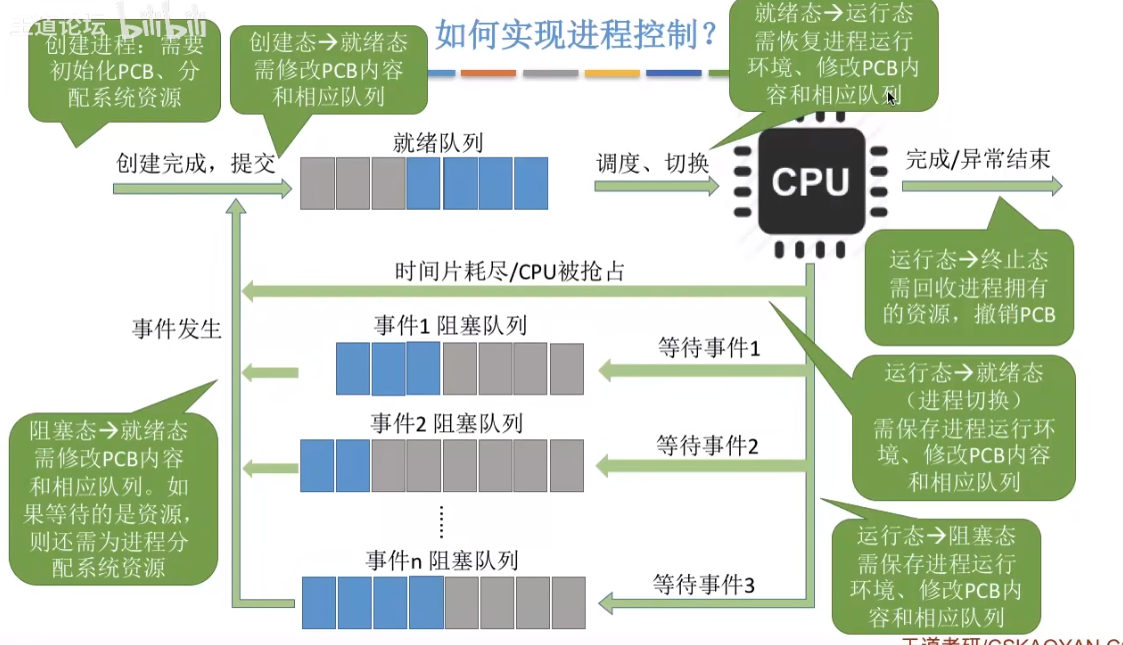 王道论坛 bilibili
如何实现进程控制？
创建进程：需要
初始化PCB、分
配系统资源
创建态→就绪态
需修改PCB内容
和相应队列
就绪态→运行态
需恢复进程运行
环境、修改PCB内
容和相应队列
创建完成，提交
就绪队列
调度、切换
CPU
完成/异常结束
运行态→终止态
需回收进程拥有
的资源，撤销PCB
时间片耗尽/CPU被抢占
事件发生
事件1 阻塞队列
等待事件1
运行态→就绪态
（进程切换）
需保存进程运行环
境、修改PCB内容
和相应队列
事件2 阻塞队列
等待事件2
阻塞态→就绪态
需修改PCB内容
和相应队列。如
果等待的是资源，
则还需为进程分
配系统资源
......
事件n 阻塞队列
等待事件3
运行态→阻塞态
需保存进程运行
环境、修改PCB内
容和相应队列